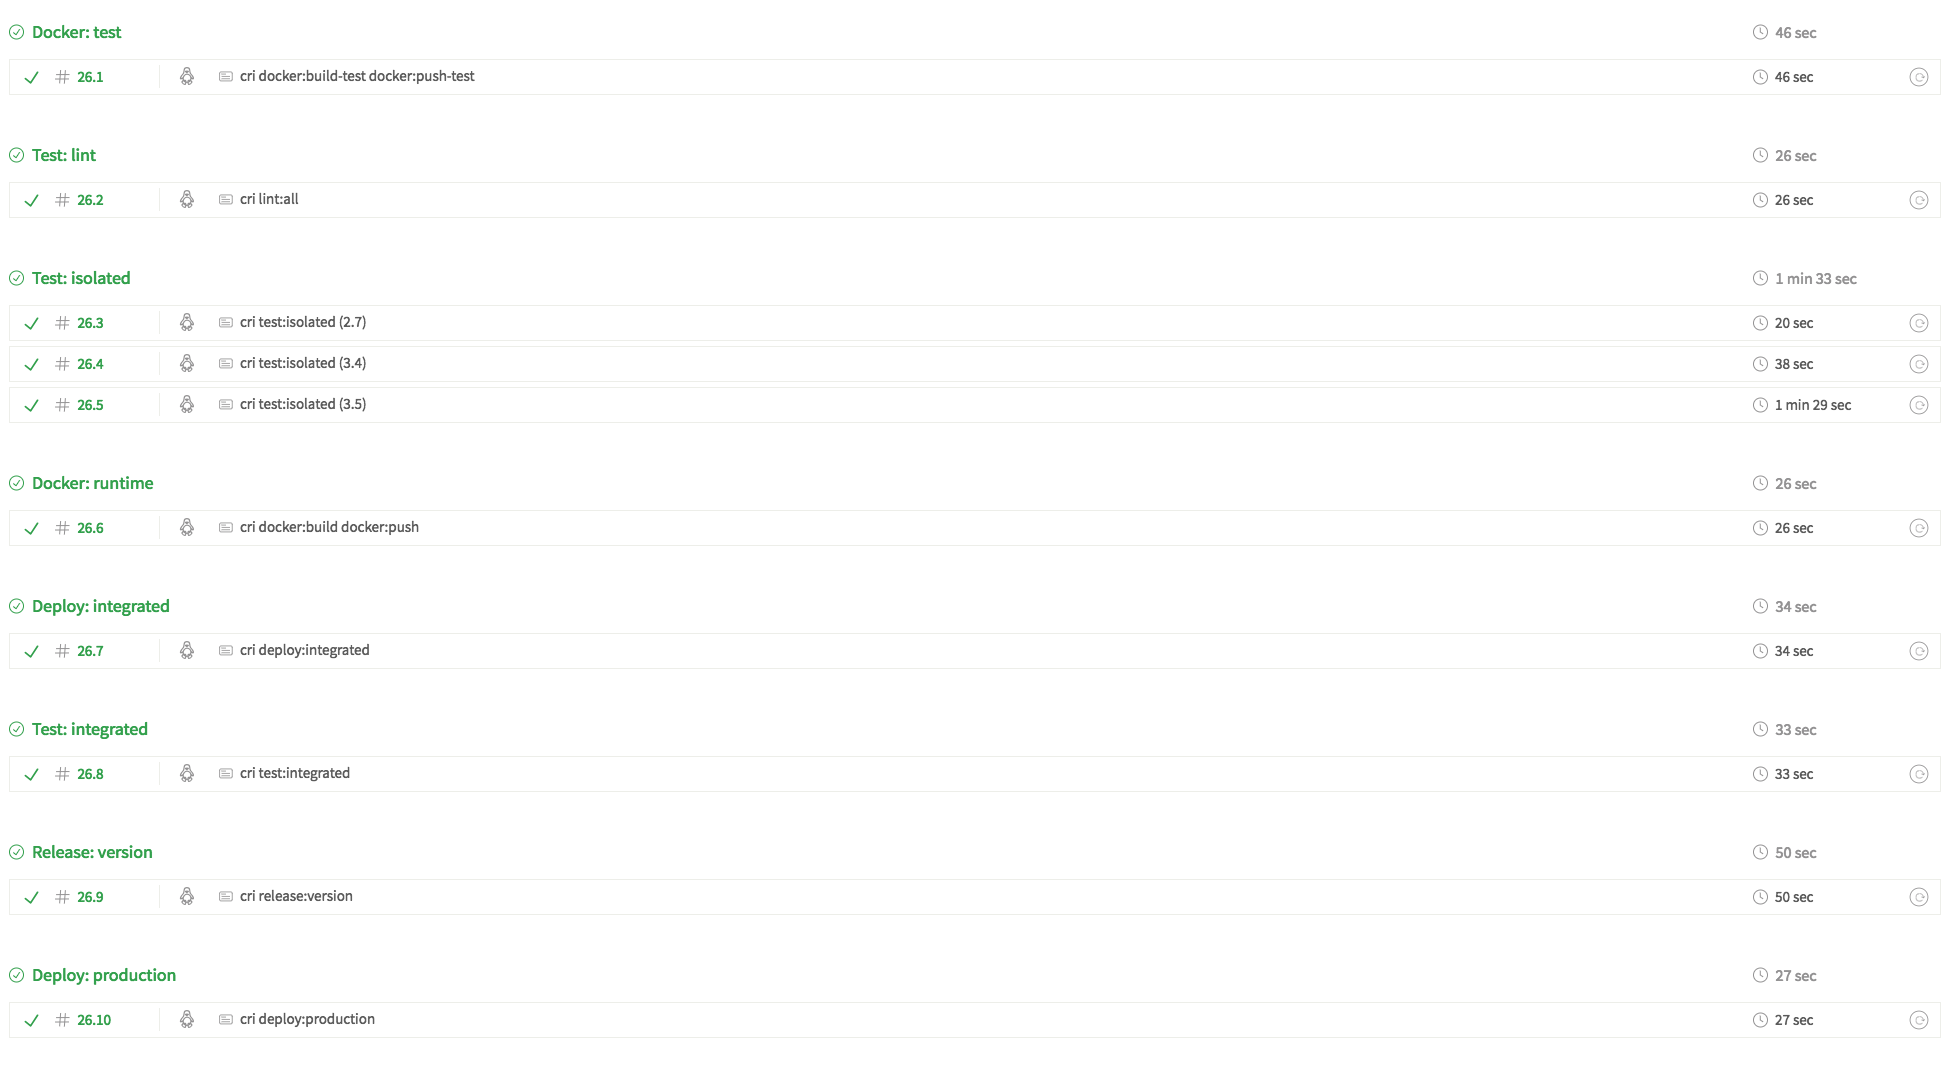 Docker: test 46 sec
# 26.1 cri docker:build-test docker:push-test 46 sec
Test: lint 26 sec
# 26.2 cri lint:all 26 sec
Test: isolated 1 min 33 sec
# 26.3 cri test:isolated (2.7) 20 sec
# 26.4 cri test:isolated (3.4) 38 sec
# 26.5 cri test:isolated (3.5) 1 min 29 sec
Docker: runtime 26 sec
# 26.6 cri docker:build docker:push 26 sec
Deploy: integrated 34 sec
# 26.7 cri deploy:integrated 34 sec
Test: integrated 33 sec
# 26.8 cri test:integrated 33 sec
Release: version 50 sec
# 26.9 cri release:version 50 sec
Deploy: production 27 sec
# 26.10 cri deploy:production 27 sec